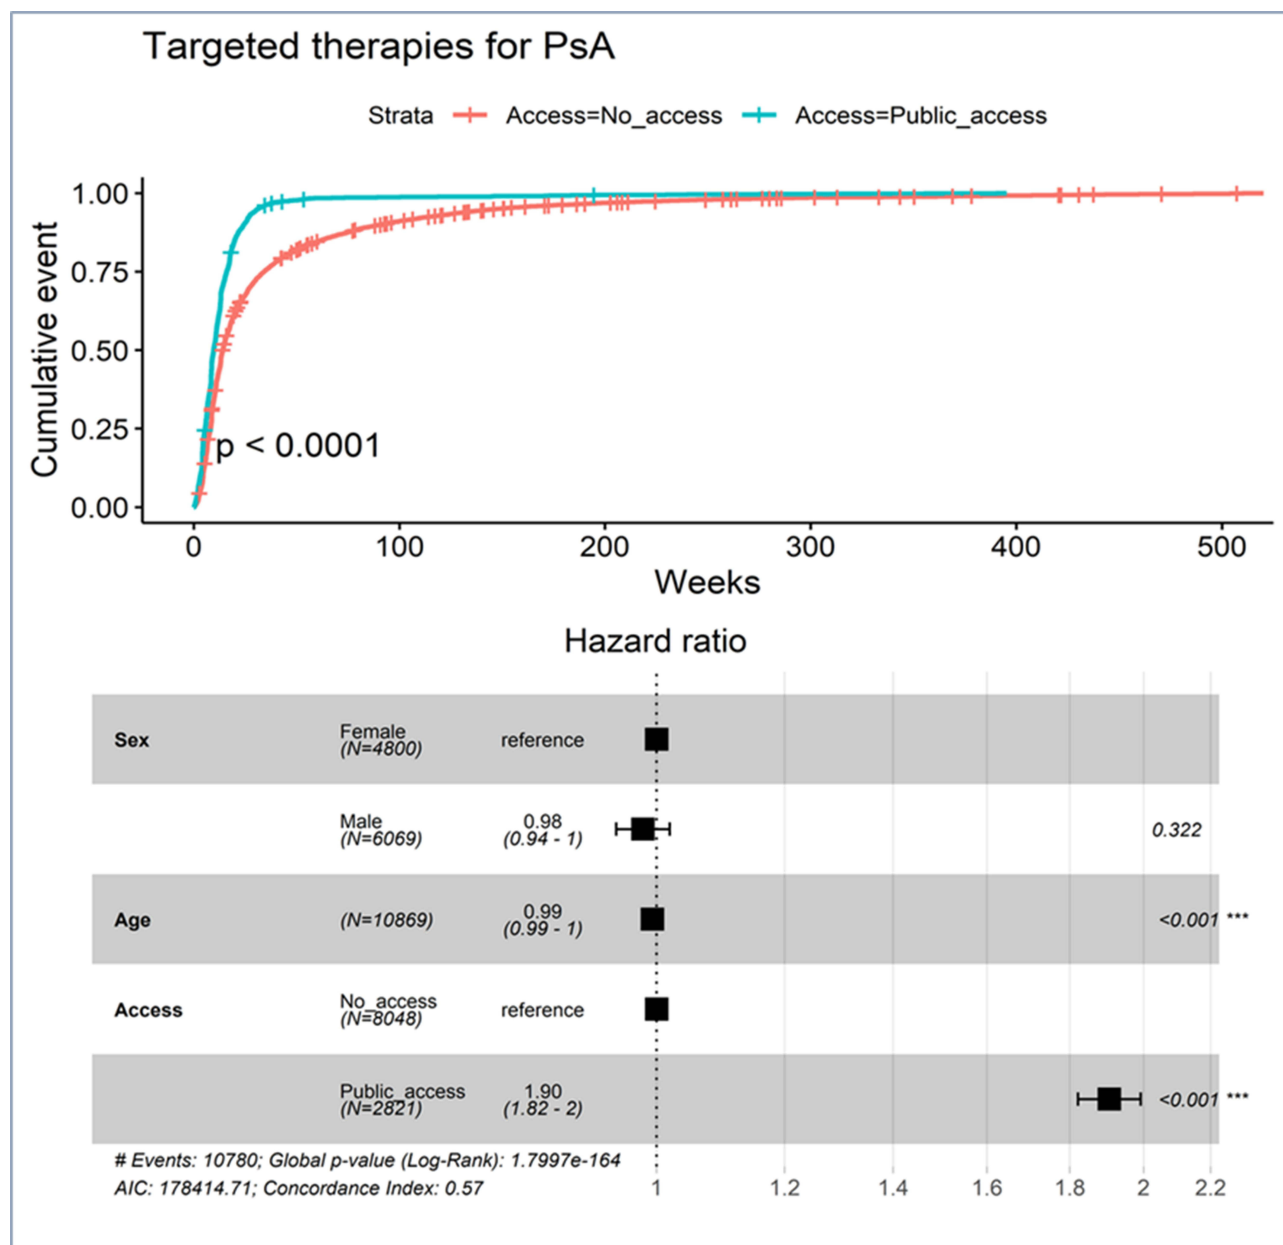 Targeted therapies for PsA
Strata Access=No_access Access=Public_access
Cumulative event
1.00
0.75
0.50
0.25
0.00
p < 0.0001
0 100 200 300 400 500
Weeks
Hazard ratio
Sex Female (N=4800) reference
Male (N=6069) 0.98 (0.94 - 1) 0.322
Age (N=10869) 0.99 (0.99 - 1) <0.001 ***
Access No_access (N=8048) reference
Public_access (N=2821) 1.90 (1.82 - 2) <0.001 ***
# Events: 10780; Global p-value (Log-Rank): 1.7997e-164
AIC: 178414.71; Concordance Index: 0.57
1 1.2 1.4 1.6 1.8 2 2.2